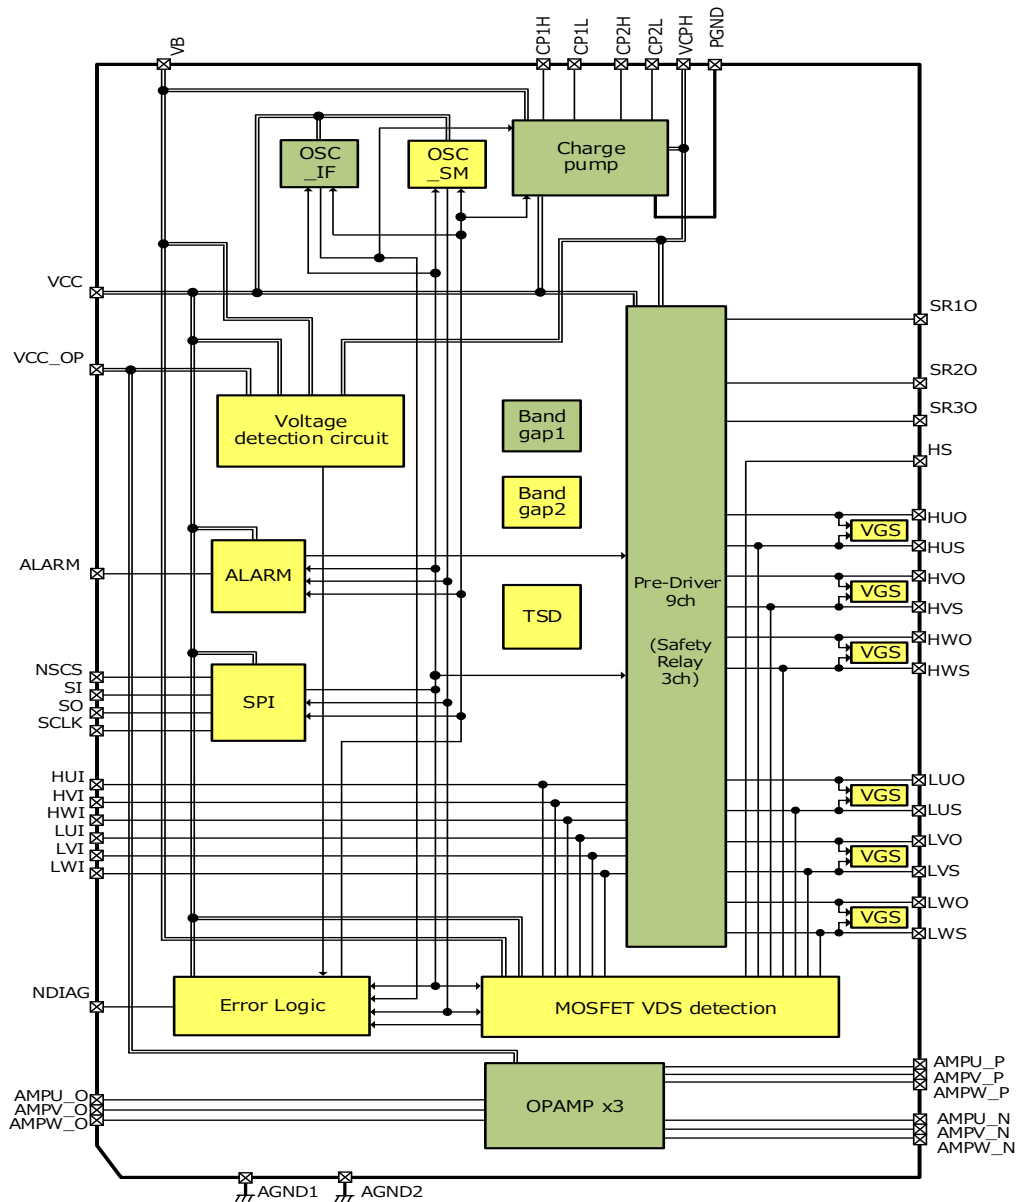 VB
CP1H
CP1L
CP2H
CP2L
VCPH
PGND
OSC
_IF
OSC
_SM
Charge
pump
VCC
VCC_OP
SR1O
SR2O
SR3O
HS
Voltage
detection circuit
Band
gap1
Band
gap2
TSD
ALARM
ALARM
Pre-Driver
9ch
(Safety
Relay
3ch)
HUO
VGS
HUS
HVO
VGS
HVS
HWO
VGS
HWS
NSCS
SI
SO
SCLK
SPI
HUI
HVI
HWI
LUI
LVI
LWI
LUO
VGS
LUS
LVO
VGS
LVS
LWO
VGS
LWS
NDIAG
Error Logic
MOSFET VDS detection
AMPU_O
AMPV_O
AMPW_O
OPAMP x3
AMPU_P
AMPV_P
AMPW_P
AMPU_N
AMPV_N
AMPW_N
AGND1
AGND2